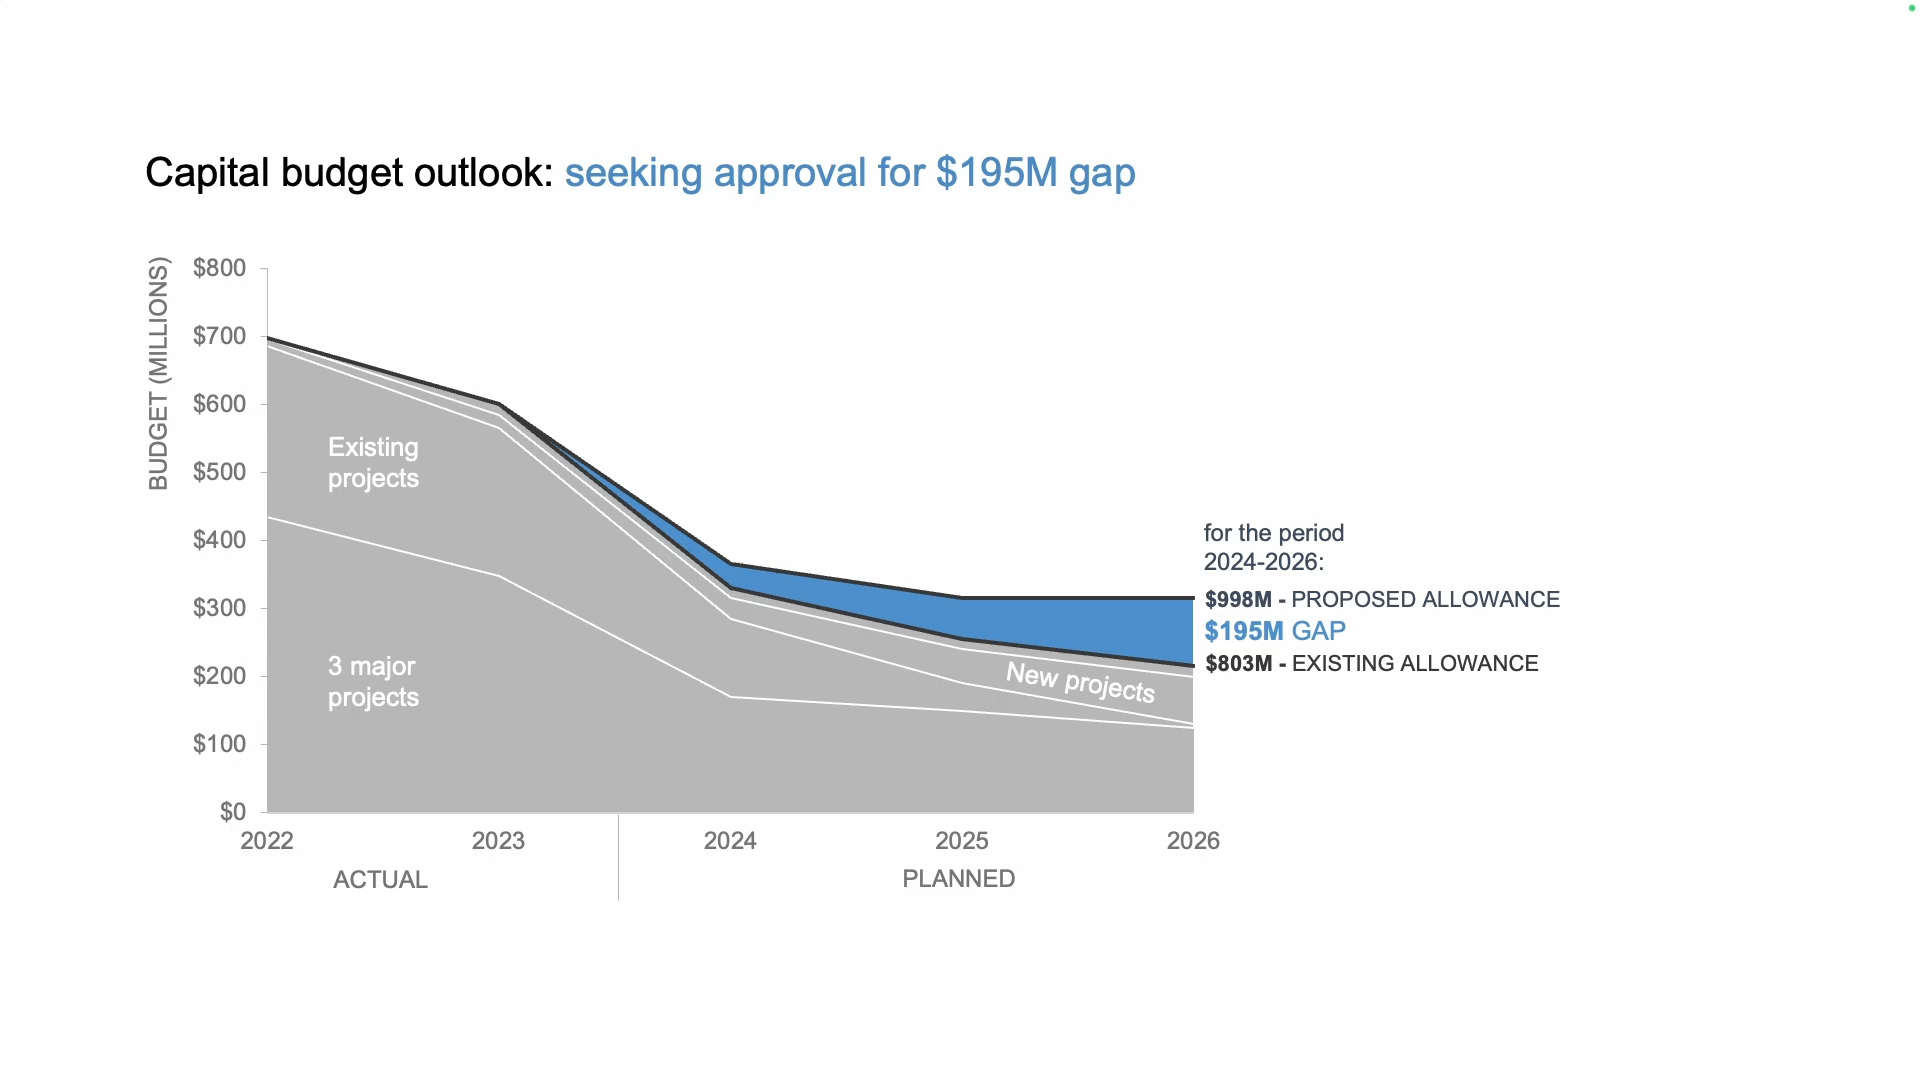 Capital budget outlook: seeking approval for $195M gap
BUDGET (MILLIONS)
$800
$700
$600
$500
$400
$300
$200
$100
$0
Existing
projects
3 major
projects
New projects
for the period
2024-2026:
$998M - PROPOSED ALLOWANCE
$195M GAP
$803M - EXISTING ALLOWANCE
2022 2023 2024 2025 2026
ACTUAL PLANNED